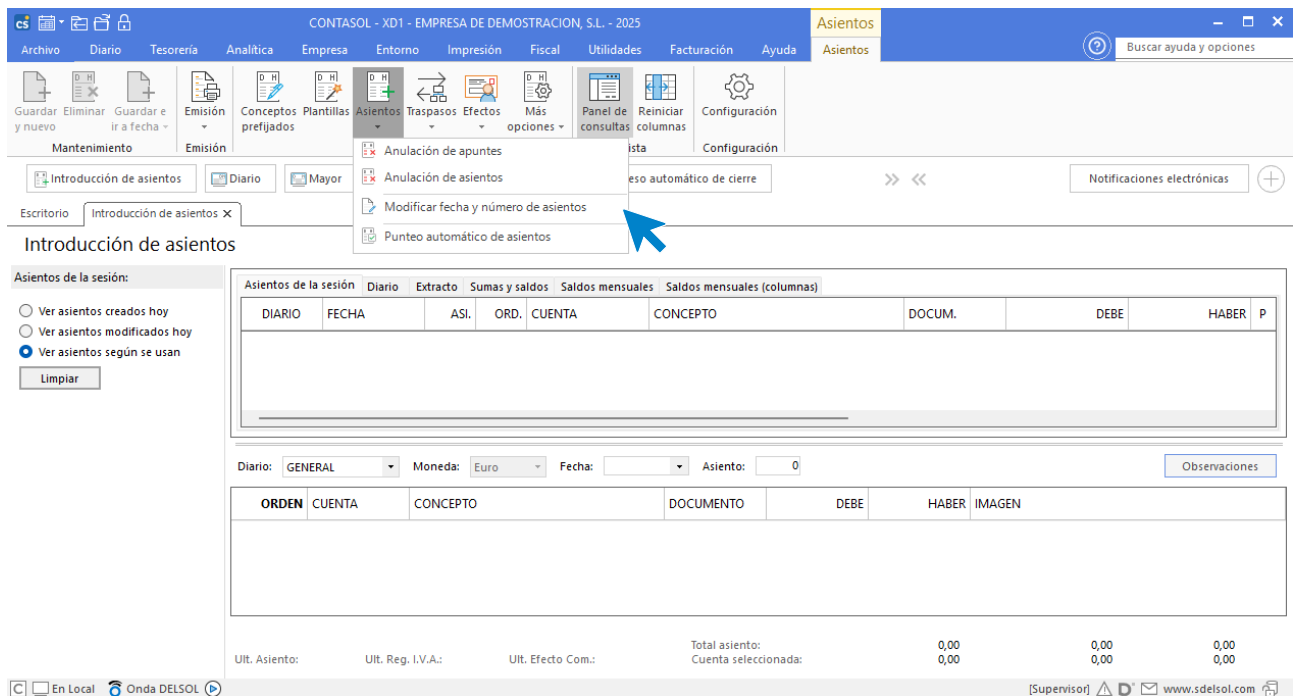 cs CONTASOL - XD1 - EMPRESA DE DEMOSTRACION, S.L. - 2025 Asientos
Archivo Diario Tesorería Analítica Empresa Entorno Impresión Fiscal Utilidades Facturación Ayuda Asientos Buscar ayuda y opciones
Guardar y nuevo
Eliminar
Guardar e ir a fecha
Emisión
Conceptos prefijados
Plantillas
Asientos
Traspasos
Efectos
Más opciones
Panel de consultas
Reiniciar columnas
Configuración
Mantenimiento Emisión ista Configuración
Anulación de apuntes
Anulación de asientos
Modificar fecha y número de asientos
Punteo automático de asientos
Introducción de asientos Diario Mayor eso automático de cierre Notificaciones electrónicas
Escritorio Introducción de asientos X
Introducción de asientos
Asientos de la sesión:
Ver asientos creados hoy
Ver asientos modificados hoy
Ver asientos según se usan
Limpiar
Asientos de la sesión Diario Extracto Sumas y saldos Saldos mensuales Saldos mensuales (columnas)
DIARIO FECHA ASI. ORD. CUENTA CONCEPTO DOCUM. DEBE HABER P
Diario: GENERAL Moneda: Euro Fecha: Asiento: 0 Observaciones
ORDEN CUENTA CONCEPTO DOCUMENTO DEBE HABER IMAGEN
Total asiento: 0,00 0,00 0,00
Ult. Asiento: Ult. Reg. I.V.A.: Ult. Efecto Com.: Cuenta seleccionada: 0,00 0,00 0,00
C En Local Onda DELSOL [Supervisor] D www.sdelsol.com